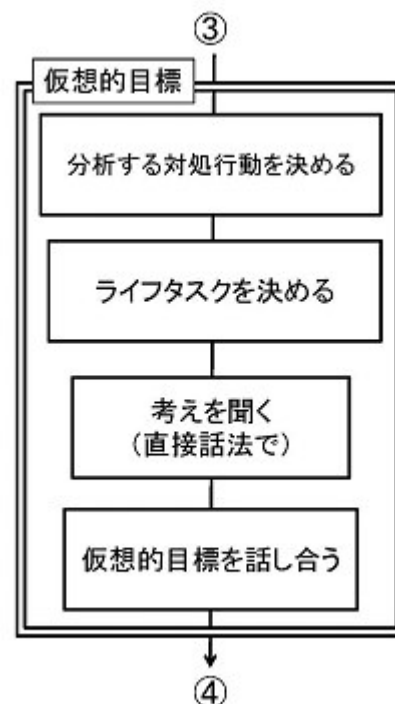 ③
仮想的目標
分析する対処行動を決める
ライフタスクを決める
考えを聞く
(直接話法で)
仮想的目標を話し合う
④